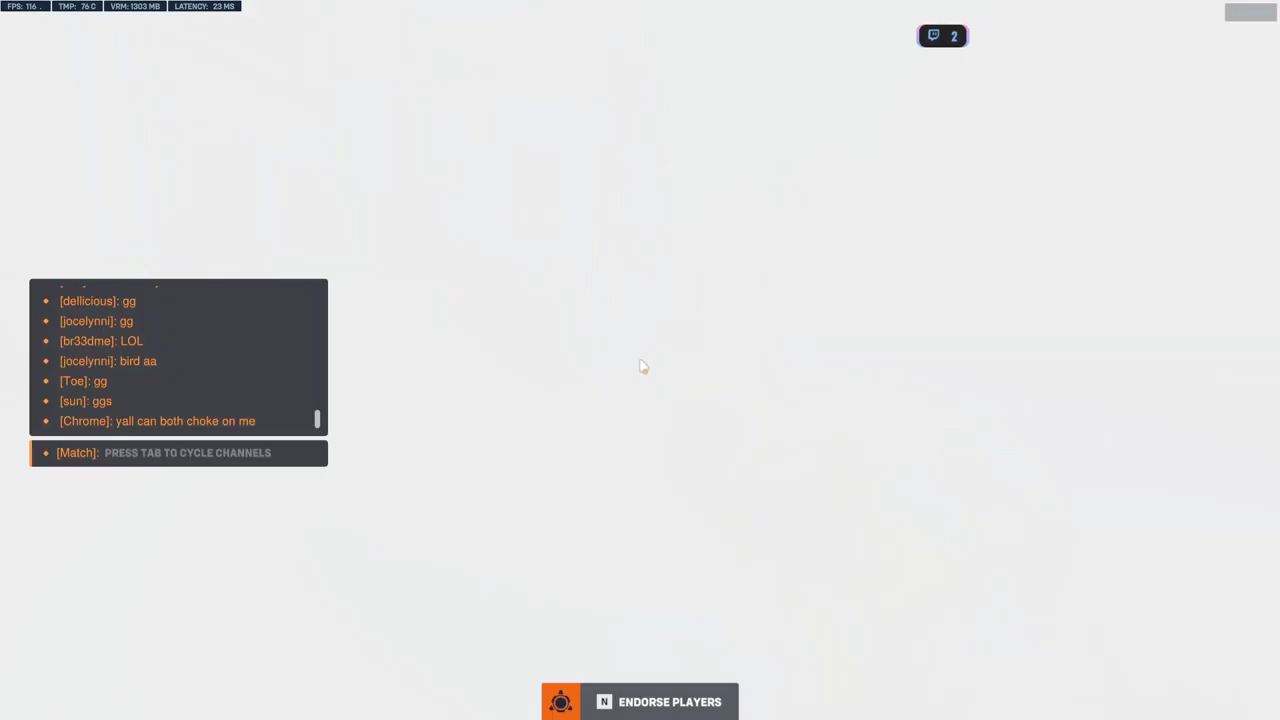 FPS: 116 . TMP: 76 C VRM: 1303 MB LATENCY: 23 MS
2
[dellicious]: gg
[jocelynni]: gg
[br33dme]: LOL
[jocelynni]: bird aa
[Toe]: gg
[sun]: ggs
[Chrome]: yall can both choke on me
[Match]: PRESS TAB TO CYCLE CHANNELS
N ENDORSE PLAYERS